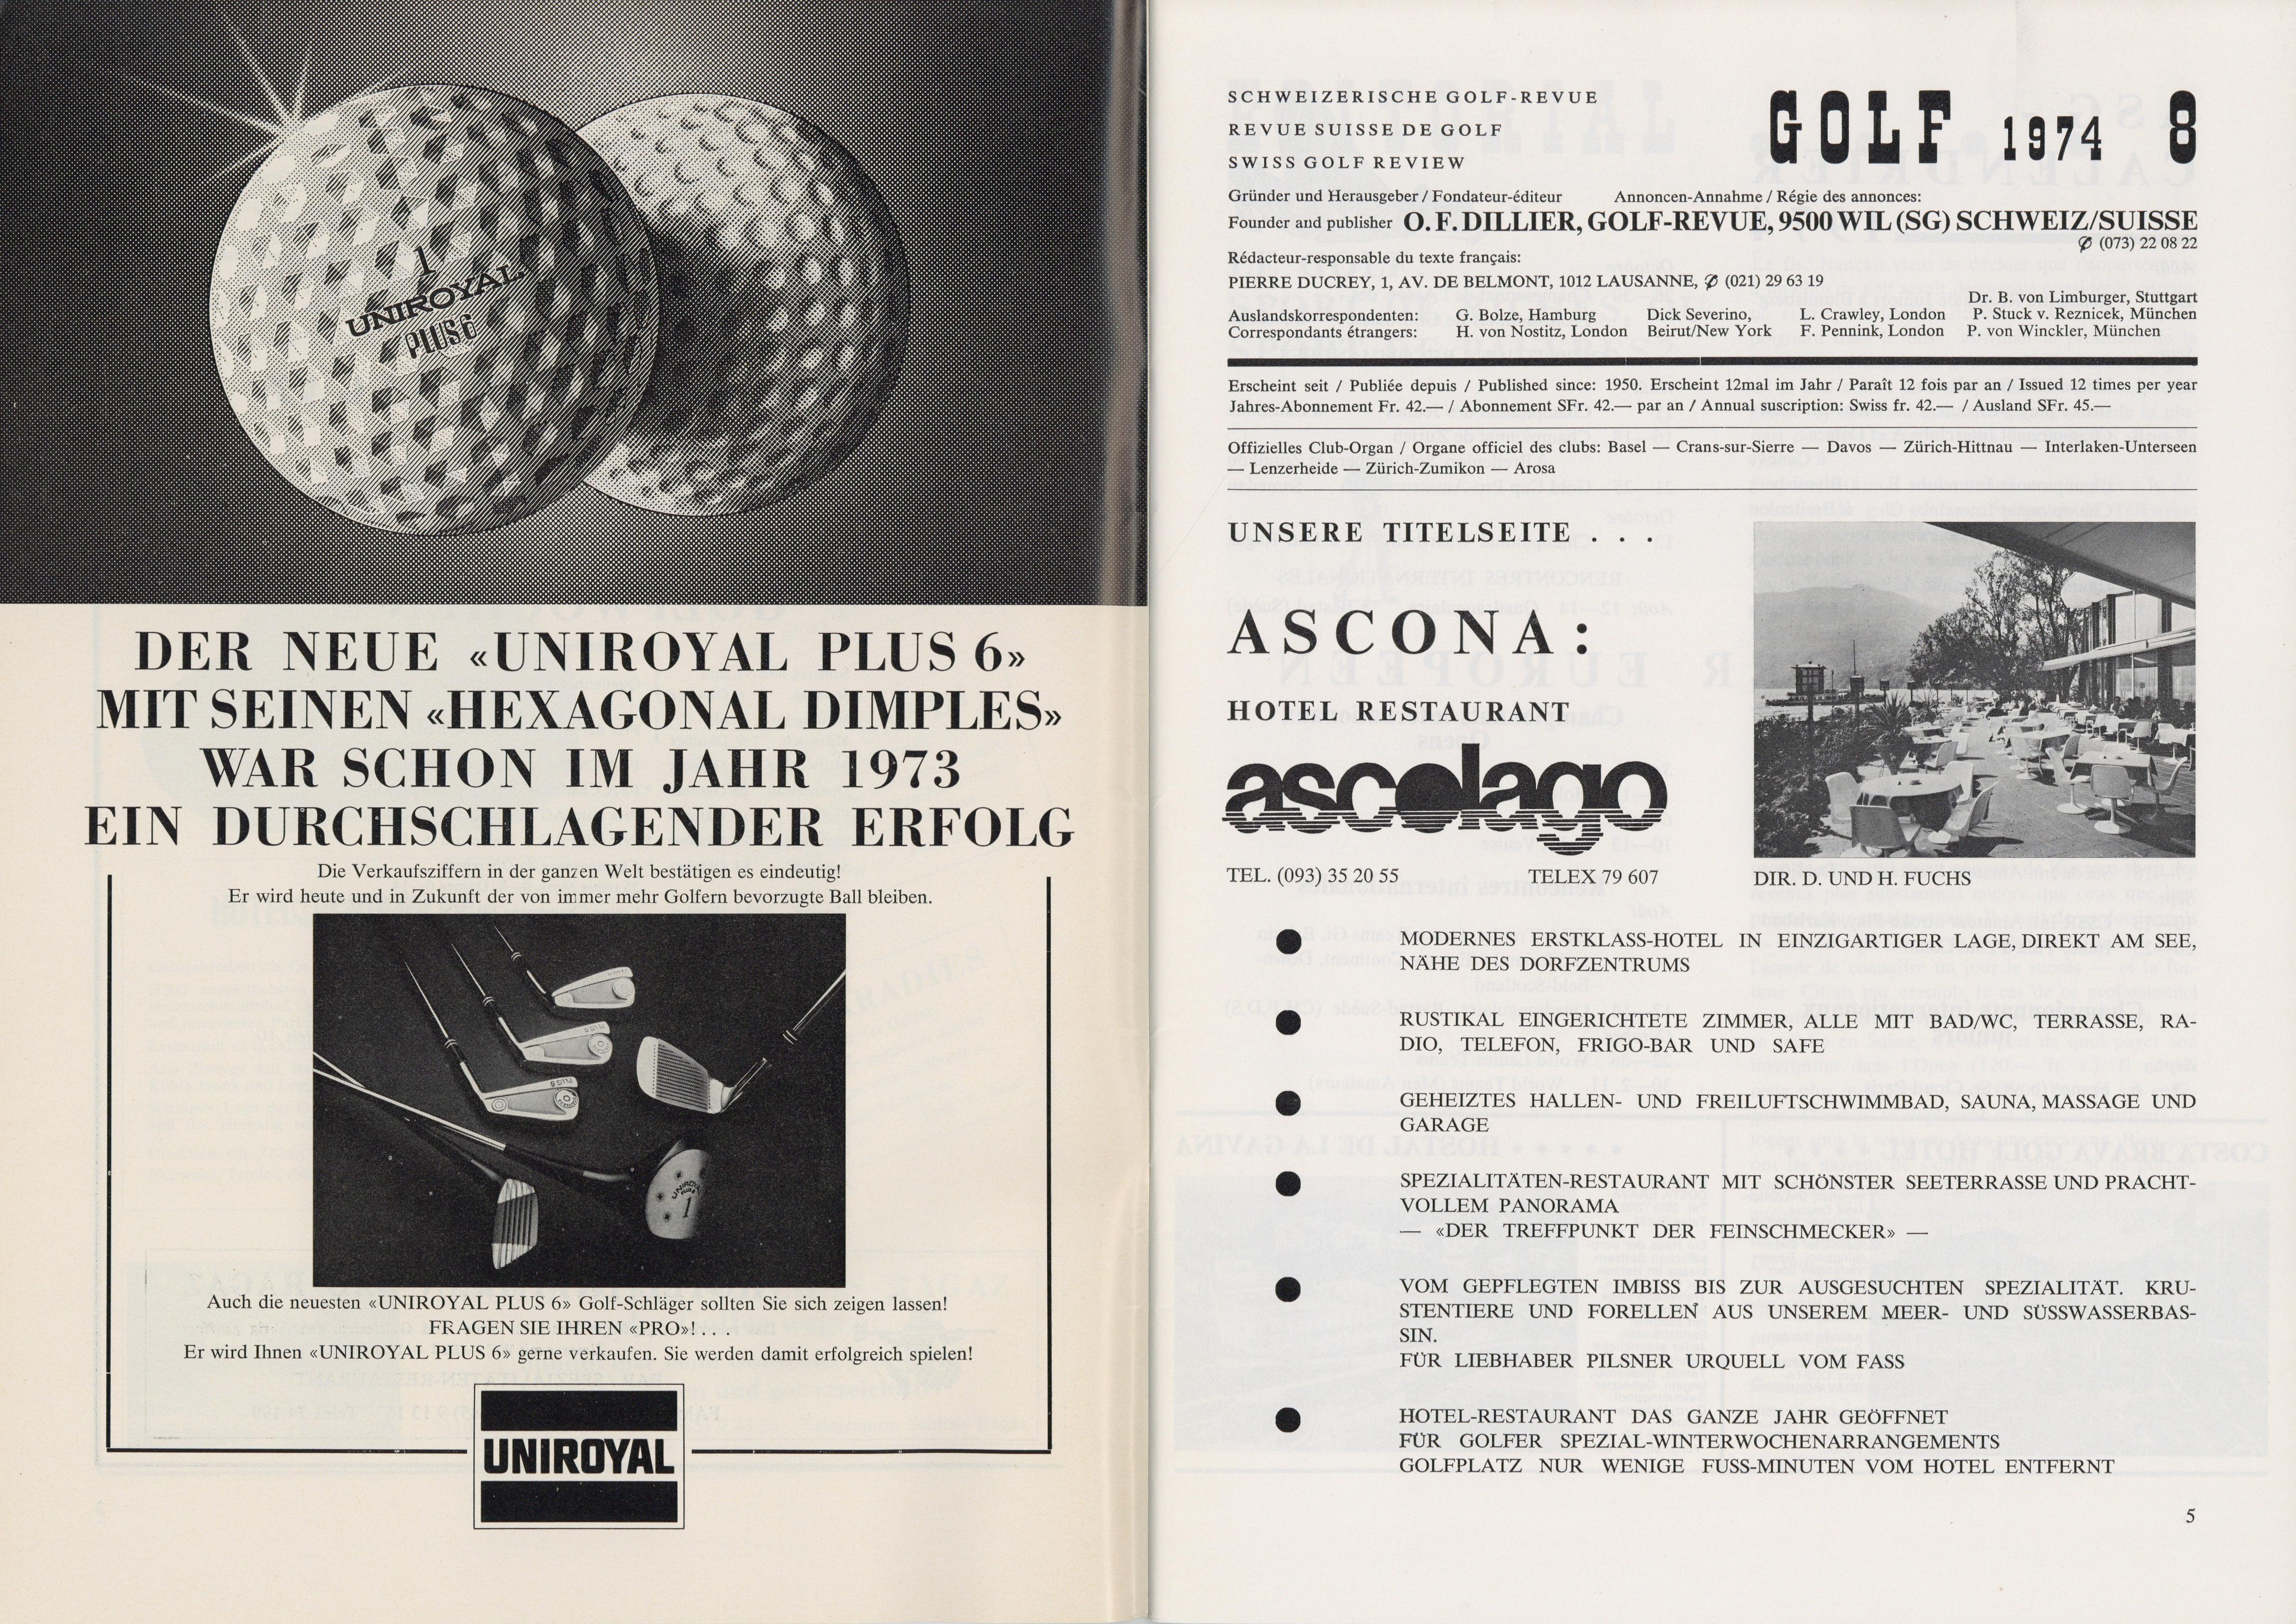 1
UNIROYAL
PLUS 6
DER NEUE «UNIROYAL PLUS 6»
MIT SEINEN «HEXAGONAL DIMPLES»
WAR SCHON IM JAHR 1973
EIN DURCHSCHLAGENDER ERFOLG
Die Verkaufsziffern in der ganzen Welt bestätigen es eindeutig!
Er wird heute und in Zukunft der von immer mehr Golfern bevorzugte Ball bleiben.
PLUS 6
PLUS 6
UNIROYAL
PLUS 6
1
Auch die neuesten «UNIROYAL PLUS 6» Golf-Schläger sollten Sie sich zeigen lassen!
FRAGEN SIE IHREN «PRO»! . . .
Er wird Ihnen «UNIROYAL PLUS 6» gerne verkaufen. Sie werden damit erfolgreich spielen!
UNIROYAL
SCHWEIZERISCHE GOLF-REVUE
REVUE SUISSE DE GOLF
SWISS GOLF REVIEW
GOLF 1974 8
Gründer und Herausgeber / Fondateur-éditeur Annoncen-Annahme / Régie des annonces:
Founder and publisher O. F. DILLIER, GOLF-REVUE, 9500 WIL (SG) SCHWEIZ/SUISSE
✆ (073) 22 08 22
Rédacteur-responsable du texte français:
PIERRE DUCREY, 1, AV. DE BELMONT, 1012 LAUSANNE, ✆ (021) 29 63 19
Dr. B. von Limburger, Stuttgart
Auslandskorrespondenten: G. Bolze, Hamburg Dick Severino, L. Crawley, London P. Stuck v. Reznicek, München
Correspondants étrangers: H. von Nostitz, London Beirut/New York F. Pennink, London P. von Winckler, München
Erscheint seit / Publiée depuis / Published since: 1950. Erscheint 12mal im Jahr / Paraît 12 fois par an / Issued 12 times per year
Jahres-Abonnement Fr. 42.— / Abonnement SFr. 42.— par an / Annual suscription: Swiss fr. 42.— / Ausland SFr. 45.—
Offizielles Club-Organ / Organe officiel des clubs: Basel — Crans-sur-Sierre — Davos — Zürich-Hittnau — Interlaken-Unterseen
— Lenzerheide — Zürich-Zumikon — Arosa
UNSERE TITELSEITE . . .
ASCONA:
HOTEL RESTAURANT
ascolago
TEL. (093) 35 20 55 TELEX 79 607
DIR. D. UND H. FUCHS
● MODERNES ERSTKLASS-HOTEL IN EINZIGARTIGER LAGE, DIREKT AM SEE,
NÄHE DES DORFZENTRUMS
● RUSTIKAL EINGERICHTETE ZIMMER, ALLE MIT BAD/WC, TERRASSE, RA-
DIO, TELEFON, FRIGO-BAR UND SAFE
● GEHEIZTES HALLEN- UND FREILUFTSCHWIMMBAD, SAUNA, MASSAGE UND
GARAGE
● SPEZIALITÄTEN-RESTAURANT MIT SCHÖNSTER SEETERRASSE UND PRACHT-
VOLLEM PANORAMA
— «DER TREFFPUNKT DER FEINSCHMECKER» —
● VOM GEPFLEGTEN IMBISS BIS ZUR AUSGESUCHTEN SPEZIALITÄT. KRU-
STENTIERE UND FORELLEN AUS UNSEREM MEER- UND SÜSSWASSERBAS-
SIN.
FÜR LIEBHABER PILSNER URQUELL VOM FASS
● HOTEL-RESTAURANT DAS GANZE JAHR GEÖFFNET
FÜR GOLFER SPEZIAL-WINTERWOCHENARRANGEMENTS
GOLFPLATZ NUR WENIGE FUSS-MINUTEN VOM HOTEL ENTFERNT
5